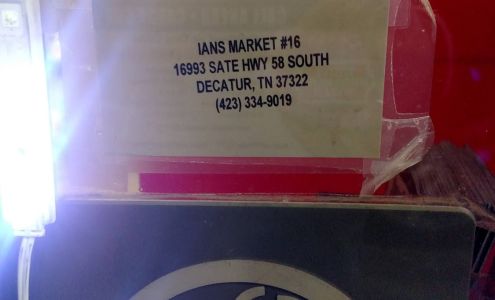 IANS MARKET #16
16993 SATE HWY 58 SOUTH
DECATUR, TN 37322
(423) 334-9019